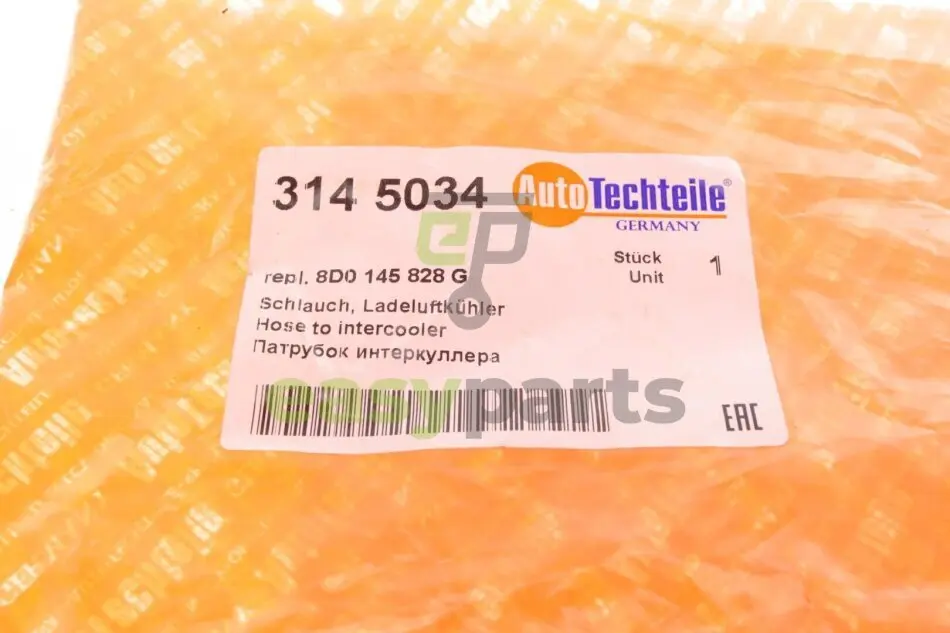 314 5034
AutoTechteile®
GERMANY
repl. 8D0 145 828 G
Stück
Unit
1
Schlauch, Ladeluftkühler
Hose to intercooler
Патрубок интеркуллера
EAC
ep
easyparts